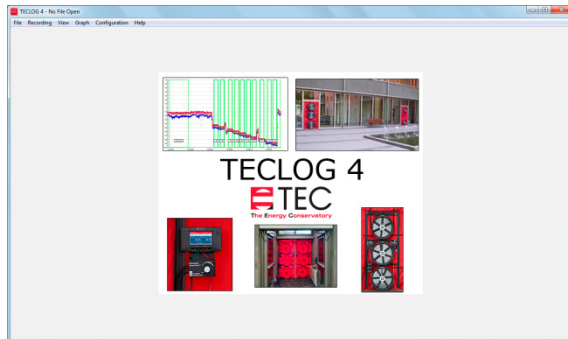 TECLOG 4 - No File Open
File Recording View Graph Configuration Help
TECLOG 4
TEC
The Energy Conservatory